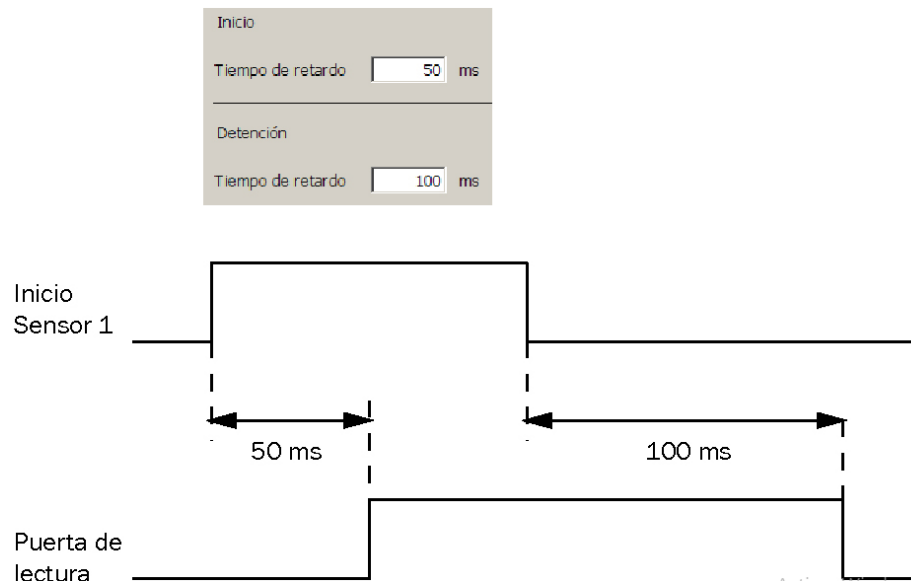 Inicio
Tiempo de retardo 50 ms
Detención
Tiempo de retardo 100 ms
Inicio
Sensor 1
50 ms
100 ms
Puerta de
lectura